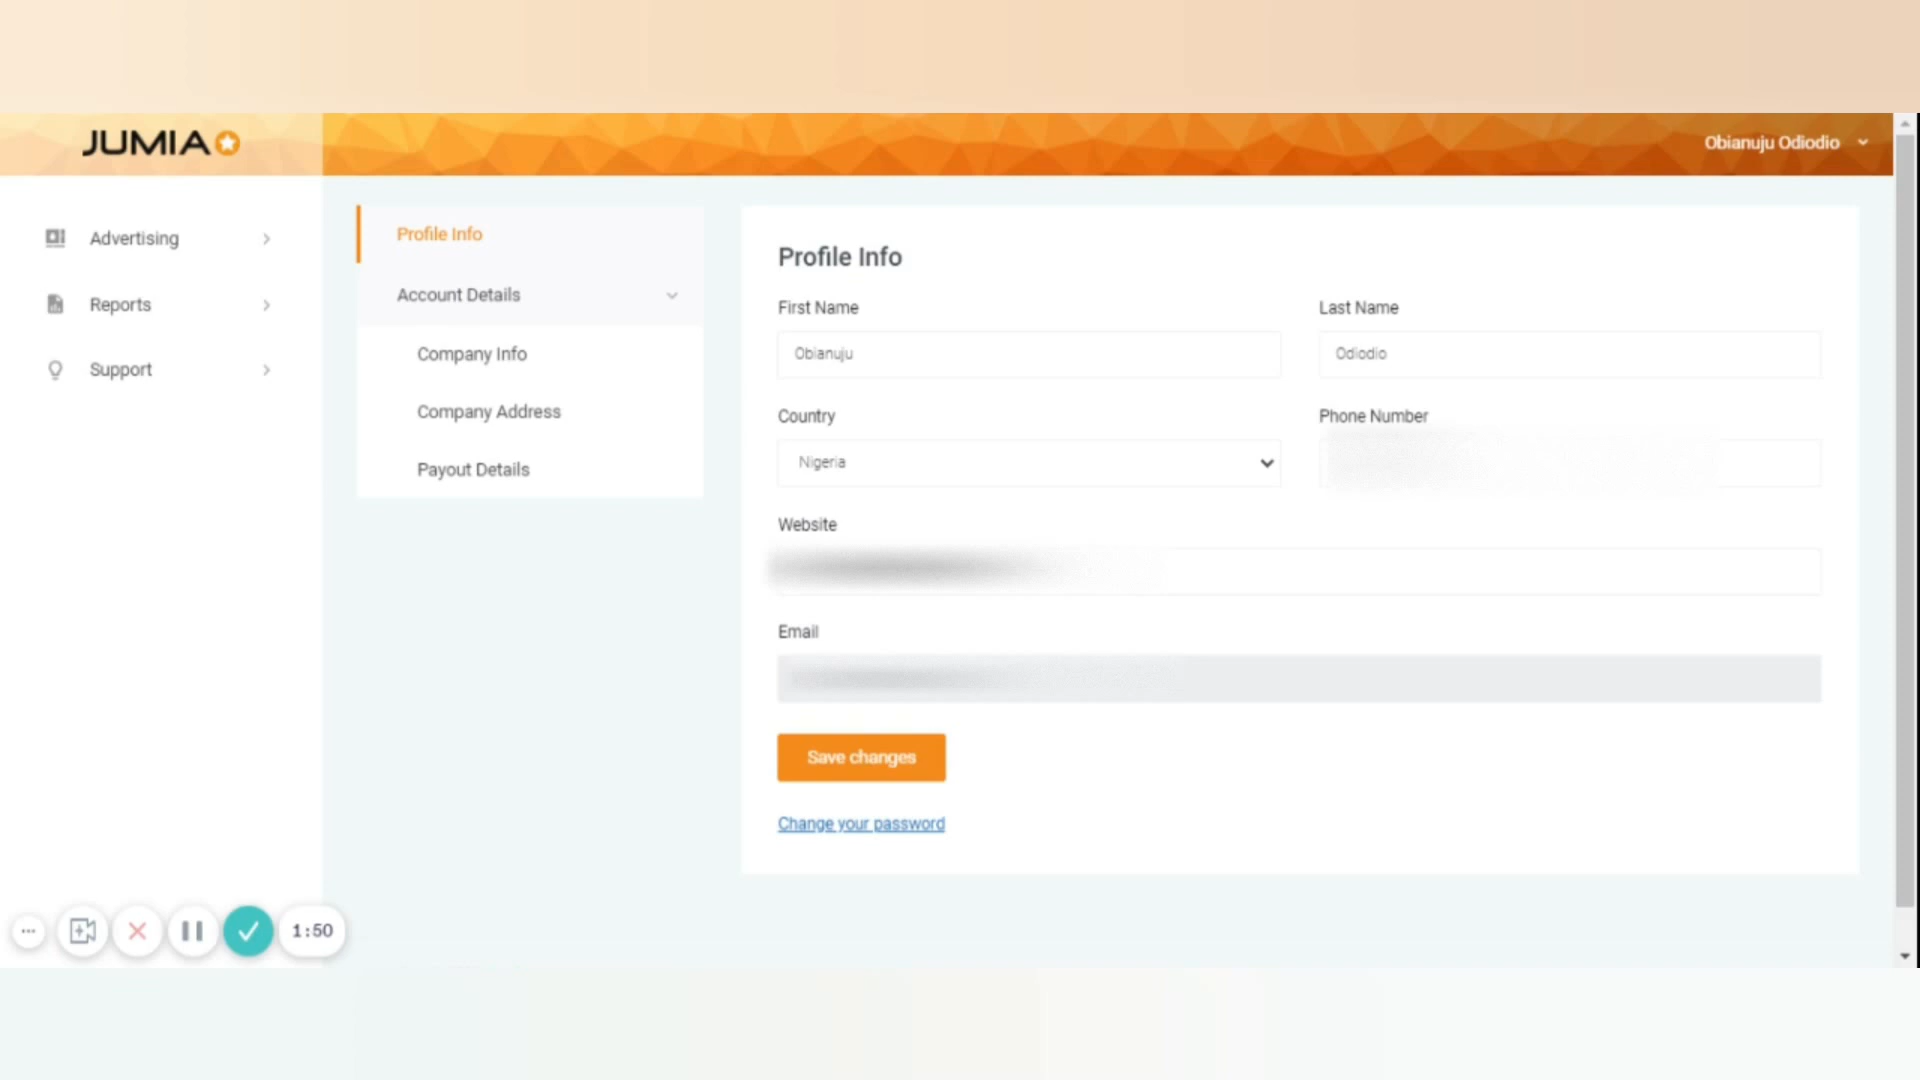 JUMIA
Obianuju Odiodio
Advertising
Reports
Support
Profile Info
Account Details
Company Info
Company Address
Payout Details
Profile Info
First Name
Last Name
Obianuju
Odiodio
Country
Phone Number
Nigeria
Website
Email
Save changes
Change your password
1:50